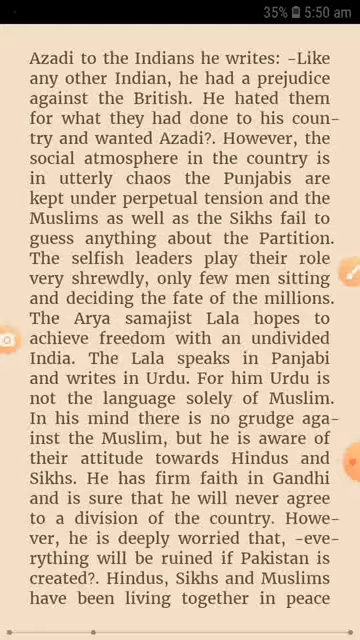 35% 5:50 am
Azadi to the Indians he writes: -Like
any other Indian, he had a prejudice
against the British. He hated them
for what they had done to his coun-
try and wanted Azadi?. However, the
social atmosphere in the country is
in utterly chaos the Punjabis are
kept under perpetual tension and the
Muslims as well as the Sikhs fail to
guess anything about the Partition.
The selfish leaders play their role
very shrewdly, only few men sitting
and deciding the fate of the millions.
The Arya samajist Lala hopes to
achieve freedom with an undivided
India. The Lala speaks in Panjabi
and writes in Urdu. For him Urdu is
not the language solely of Muslim.
In his mind there is no grudge aga-
inst the Muslim, but he is aware of
their attitude towards Hindus and
Sikhs. He has firm faith in Gandhi
and is sure that he will never agree
to a division of the country. Howe-
ver, he is deeply worried that, -eve-
rything will be ruined if Pakistan is
created?. Hindus, Sikhs and Muslims
have been living together in peace